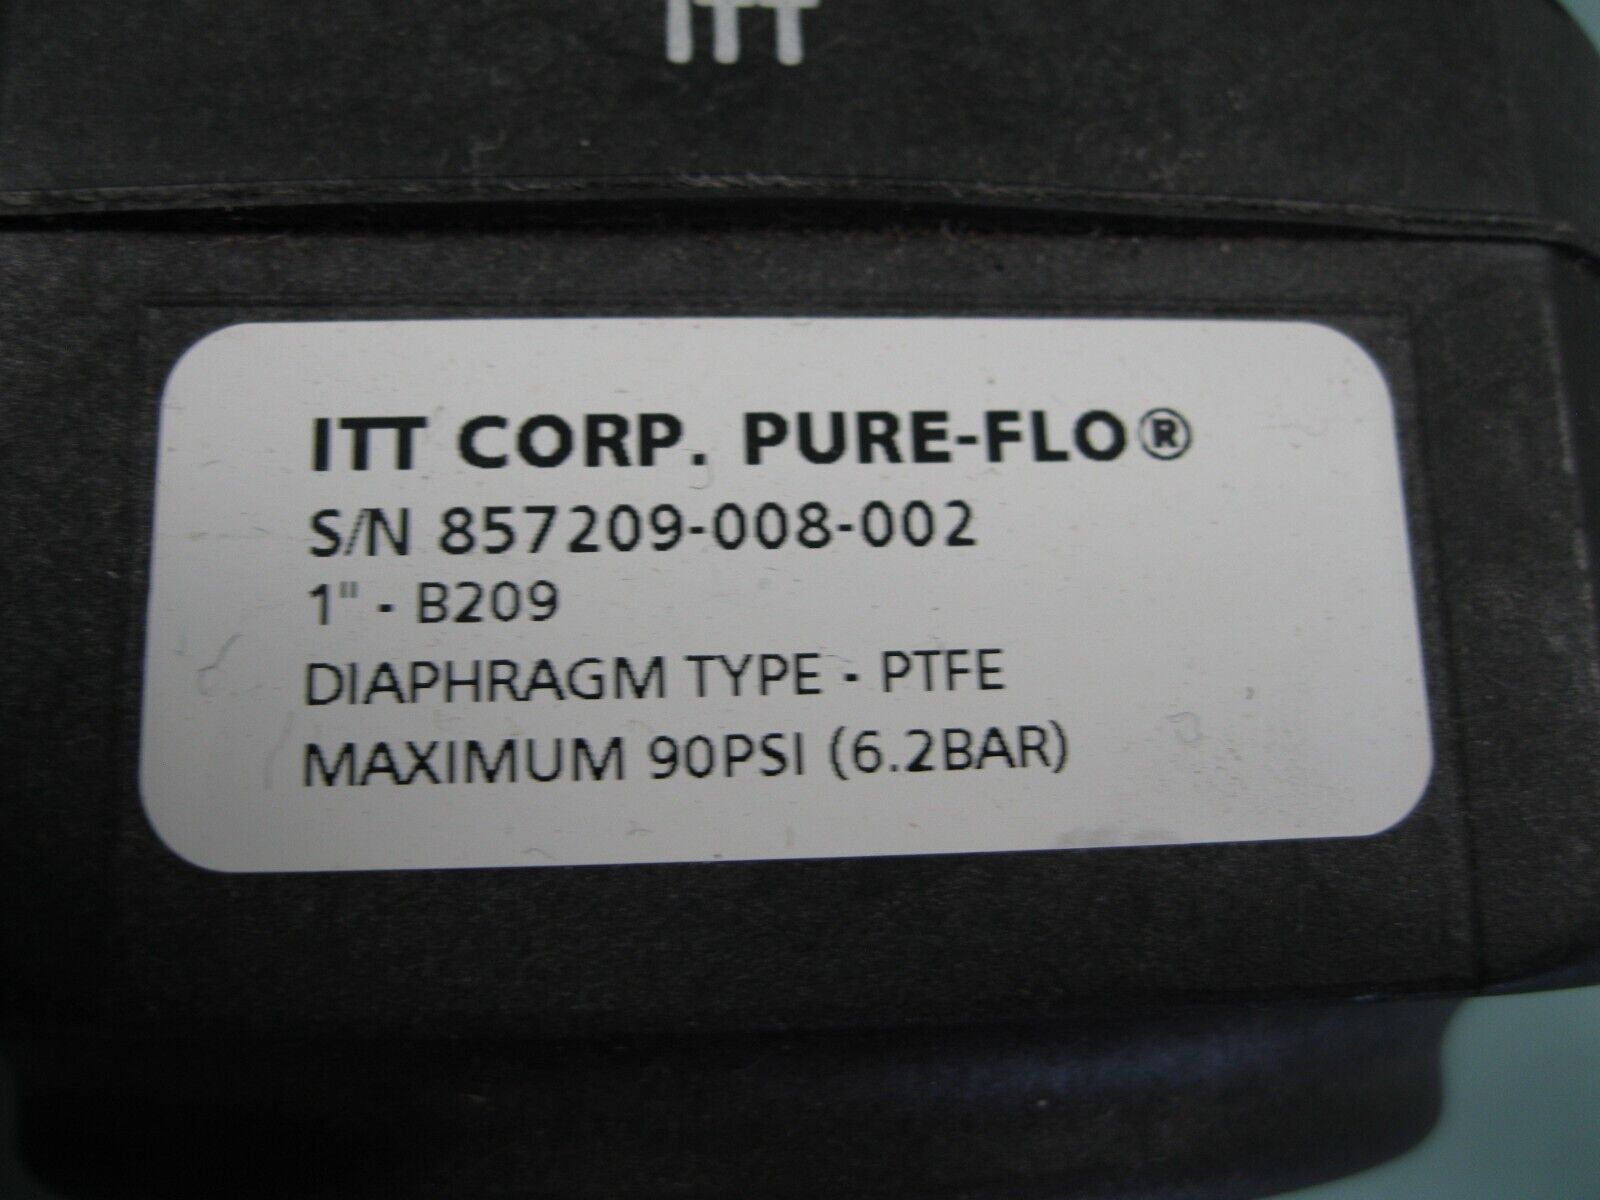 ITT
ITT CORP. PURE-FLO®
S/N 857209-008-002
1" - B209
DIAPHRAGM TYPE - PTFE
MAXIMUM 90PSI (6.2BAR)